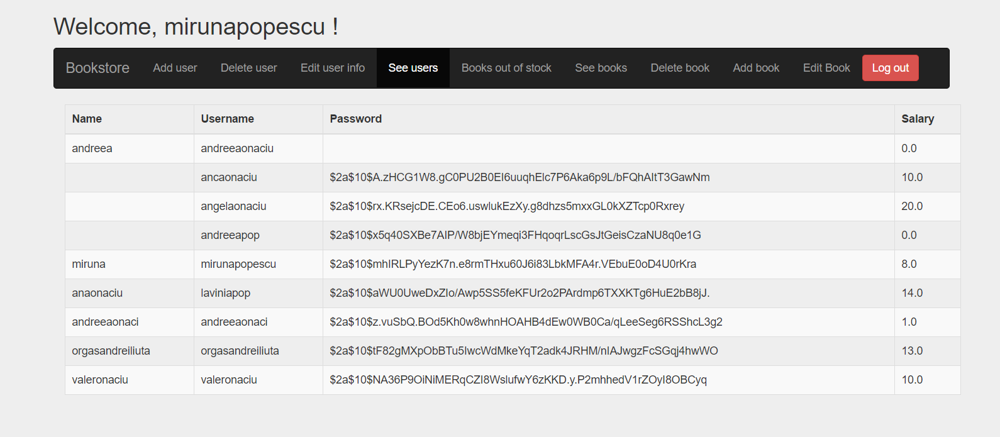 Welcome, mirunapopescu !
Bookstore Add user Delete user Edit user info See users Books out of stock See books Delete book Add book Edit Book Log out
Name Username Password Salary
andreea andreeaonaciu 0.0
ancaonaciu $2a$10$A.zHCG1W8.gC0PU2B0EI6uuqhElc7P6Aka6p9L/bFQhAItT3GawNm 10.0
angelaonaciu $2a$10$rx.KRsejcDE.CEo6.uswlukEzXy.g8dhzs5mxxGL0kXZTcp0Rxrey 20.0
andreeapop $2a$10$x5q40SXBe7AIP/W8bjEYmeqi3FHqoqrLscGsJtGeisCzaNU8q0e1G 0.0
miruna mirunapopescu $2a$10$mhIRLPyYezK7n.e8rmTHxu60J6i83LbkMFA4r.VEbuE0oD4U0rKra 8.0
anaonaciu laviniapop $2a$10$aWU0UweDxZIo/Awp5SS5feKFUr2o2PArdmp6TXXKTg6HuE2bB8jJ. 14.0
andreeaonaci andreeaonaci $2a$10$z.vuSbQ.BOd5Kh0w8whnHOAHB4dEw0WB0Ca/qLeeSeg6RSShcL3g2 1.0
orgasandreiliuta orgasandreiliuta $2a$10$tF82gMXpObBTu5IwcWdMkeYqT2adk4JRHM/nIAJwgzFcSGqj4hwWO 13.0
valeronaciu valeronaciu $2a$10$NA36P9OiNiMERqCZI8WslufwY6zKKD.y.P2mhhedV1rZOyI8OBCyq 10.0